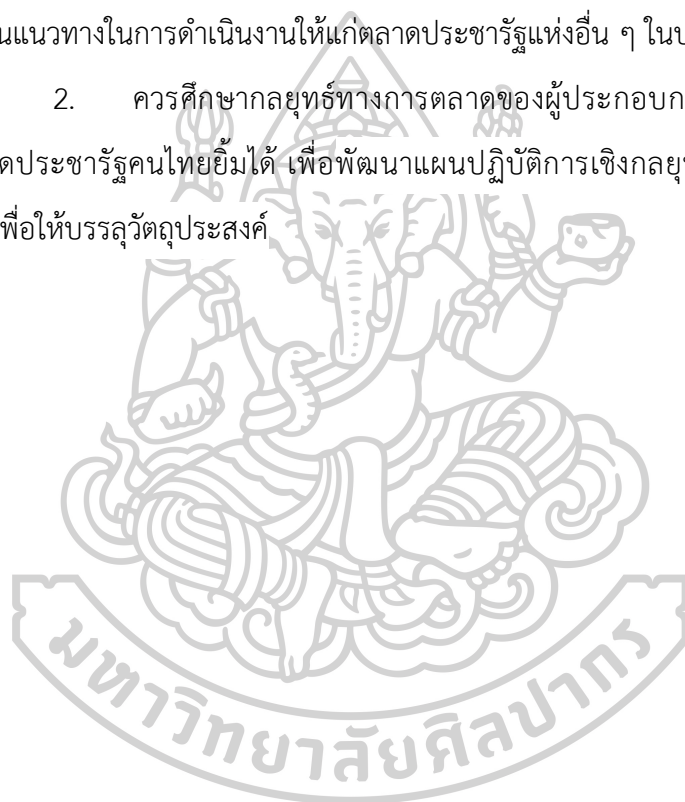 นแนวทางในการดำเนินงานให้แก่ตลาดประชารัฐแห่งอื่น ๆ ในป
2. ควรศึกษากลยุทธ์ทางการตลาดของผู้ประกอบก
ดประชารัฐคนไทยยิ้มได้ เพื่อพัฒนาแผนปฏิบัติการเชิงกลยุ
พื่อให้บรรลุวัตถุประสงค์
มหาวิทยาลัยศิลปากร